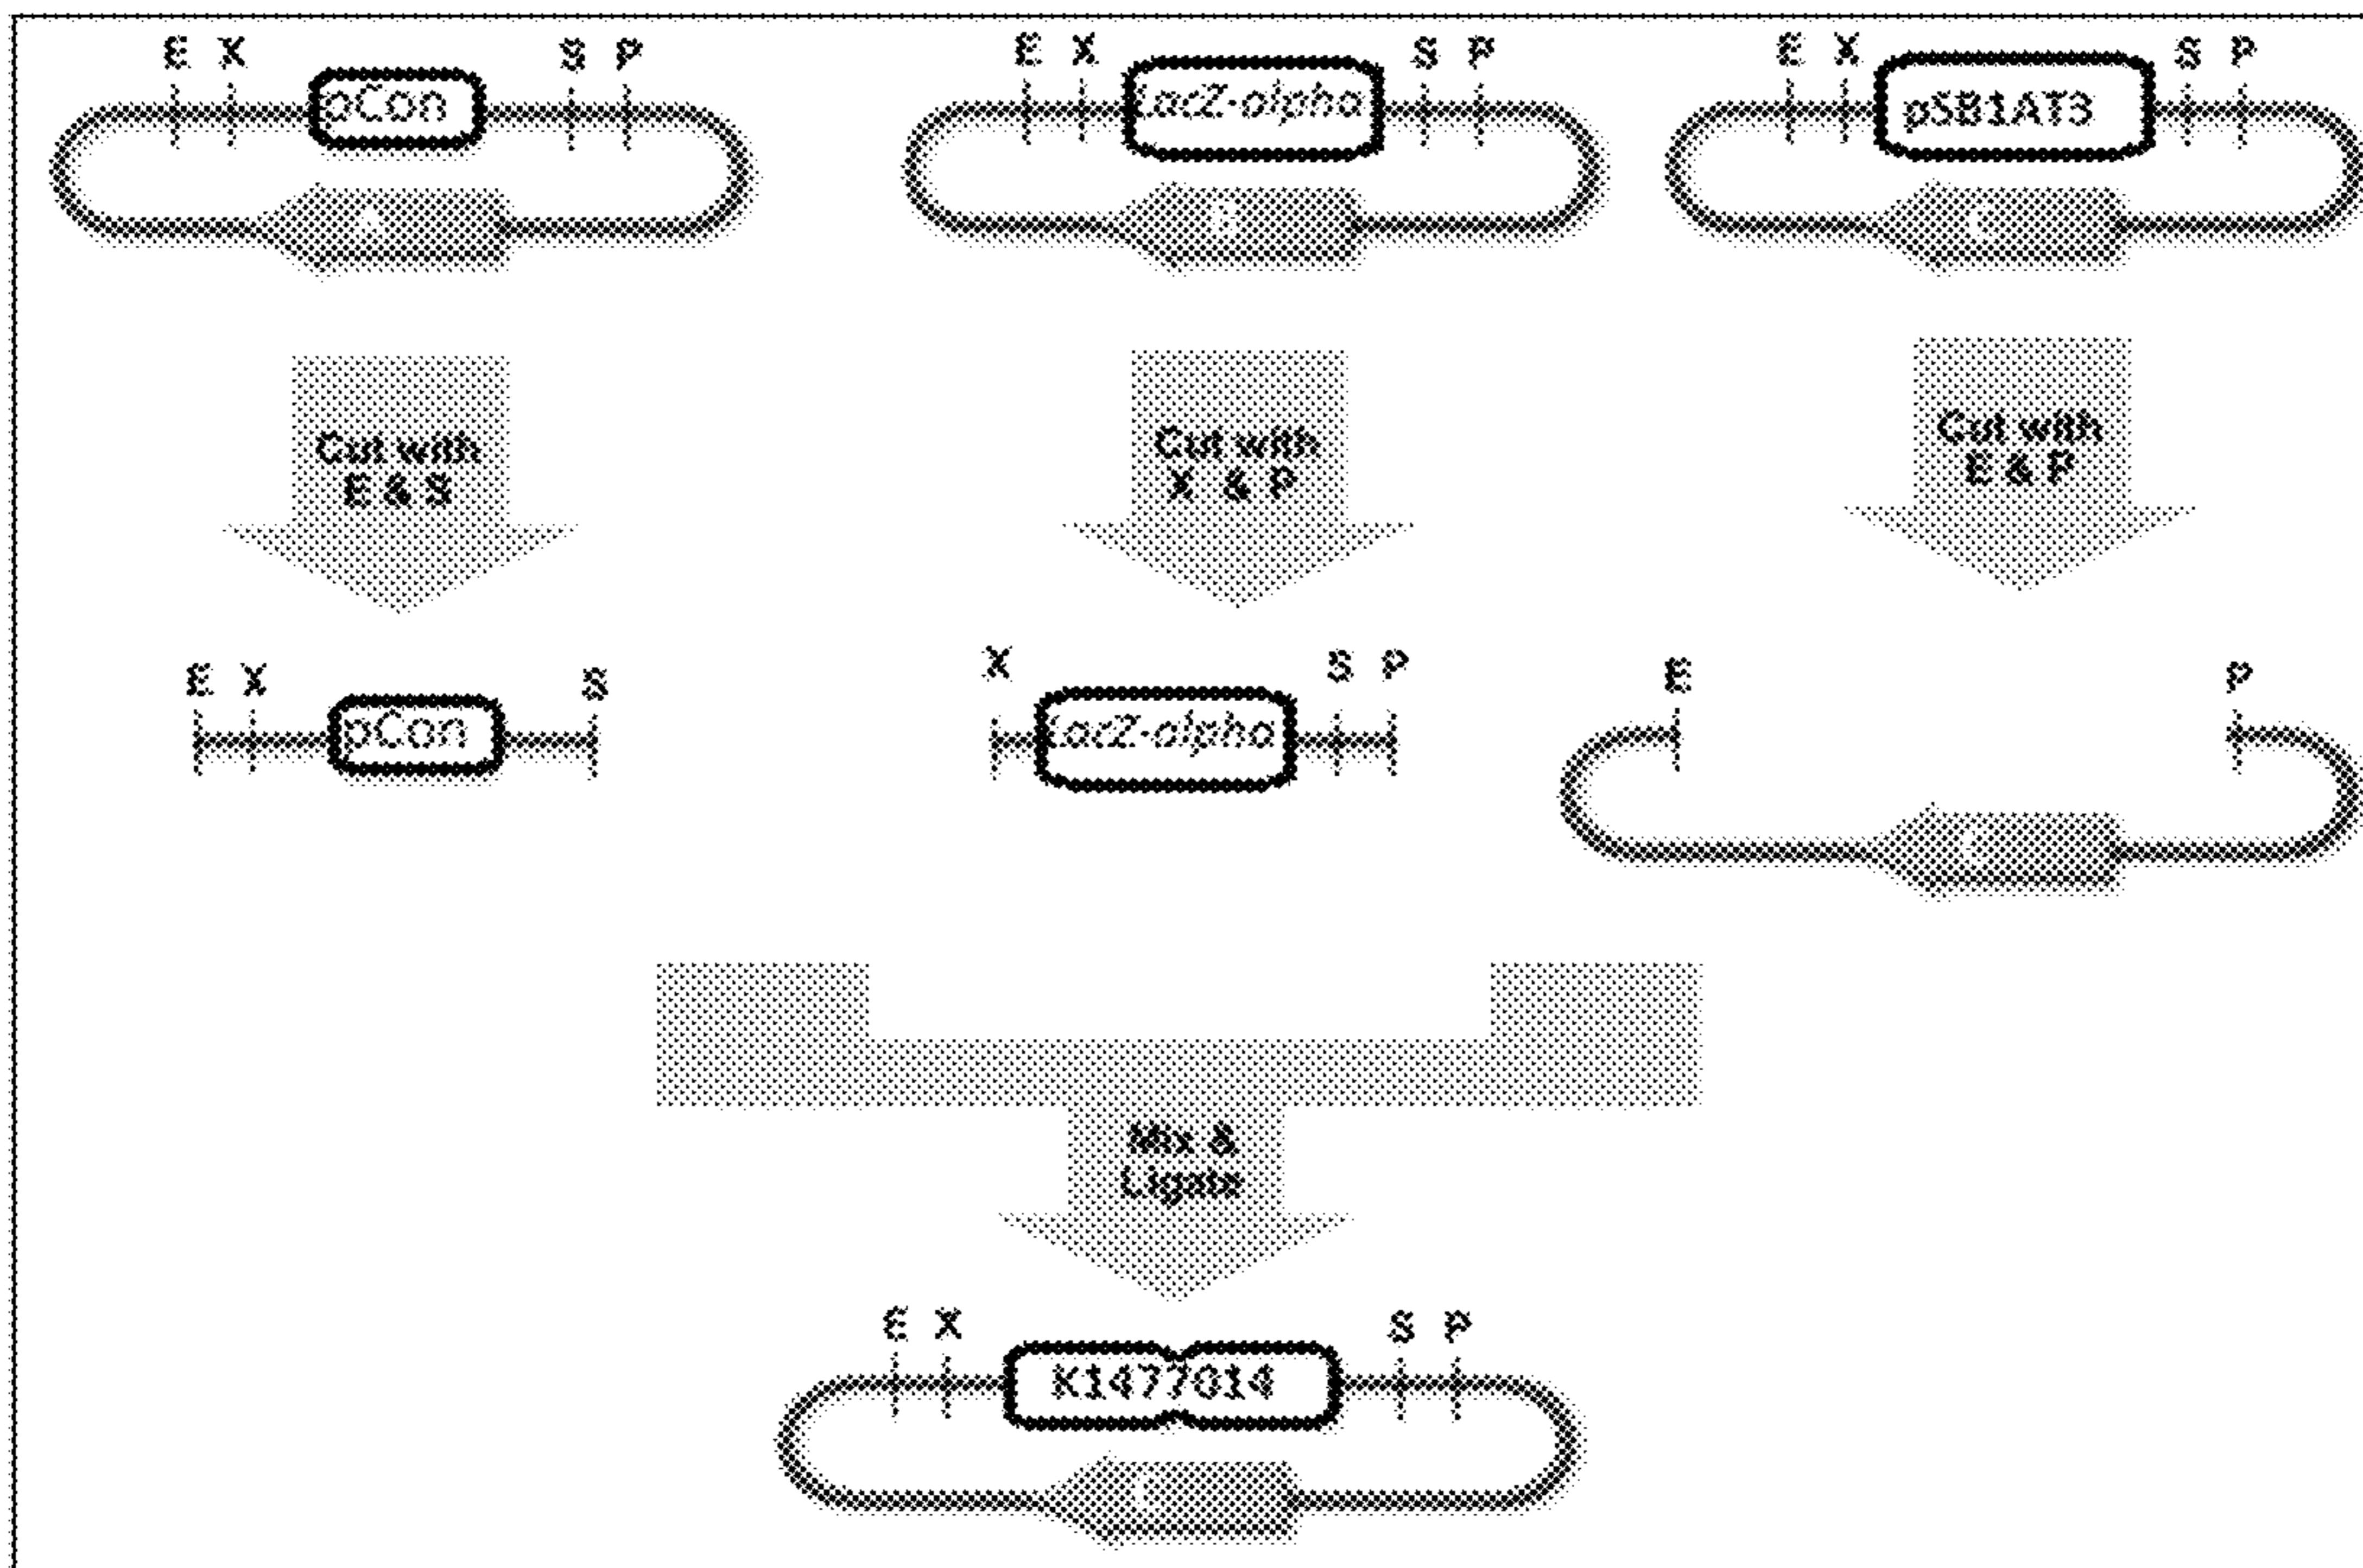 E X S P E X S P E X S P
pCon LacZ-alpha pSB1AT3
A B C
Cut with
E & S
Cut with
X & P
Cut with
E & P
E X S X S P E P
pCon LacZ-alpha
C
Mix &
Ligate
E X S P
K1477014
C